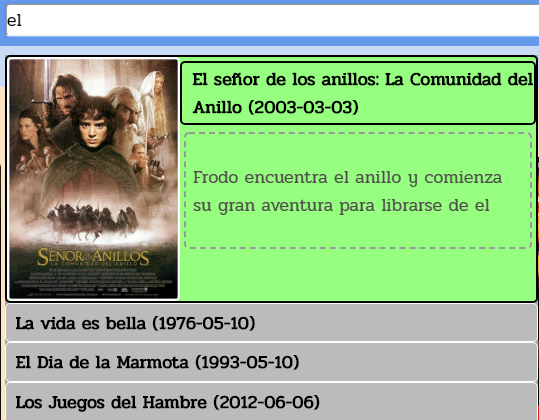 el
El señor de los anillos: La Comunidad del
Anillo (2003-03-03)
Frodo encuentra el anillo y comienza
su gran aventura para librarse de el
SEÑOR DE LOS ANILLOS
LA COMUNIDAD DEL ANILLO
La vida es bella (1976-05-10)
El Dia de la Marmota (1993-05-10)
Los Juegos del Hambre (2012-06-06)